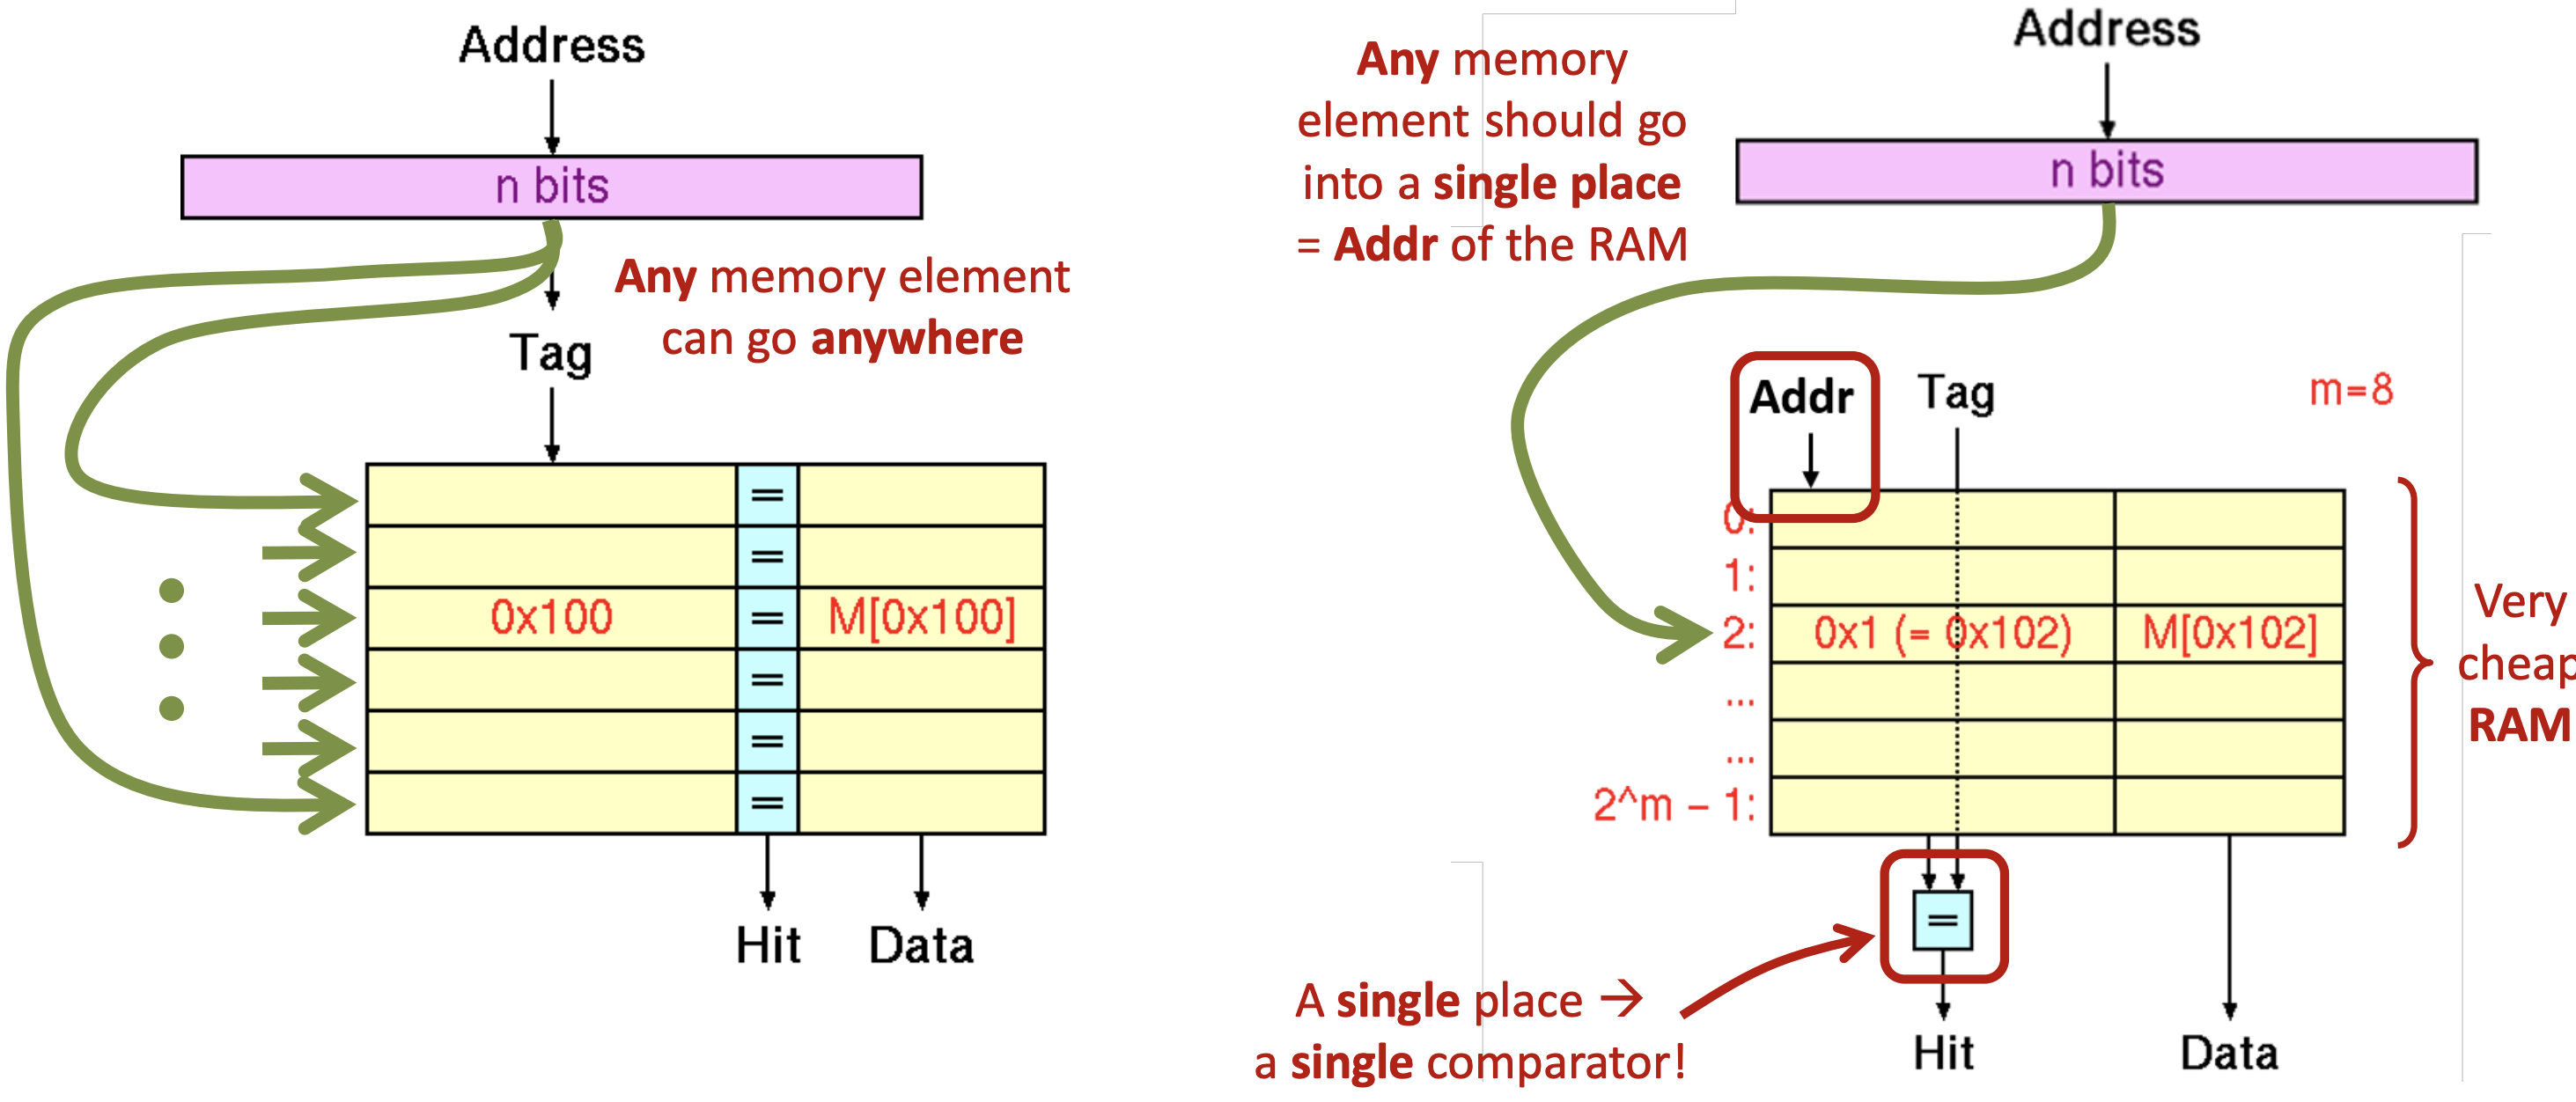 Address
n bits
Any memory element
can go anywhere
Tag
=
=
0x100 = M[0x100]
=
=
=
Hit Data
Any memory
element should go
into a single place
= Addr of the RAM
Address
n bits
Addr Tag
m=8
0:
1:
2: 0x1 (= 0x102) M[0x102]
...
...
2^m – 1:
Very
cheap
RAM
=
A single place →
a single comparator!
Hit Data